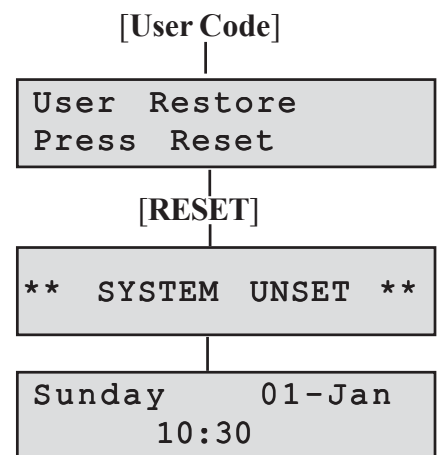 [User Code]
User Restore
Press Reset
[RESET]
** SYSTEM UNSET **
Sunday 01-Jan
10:30